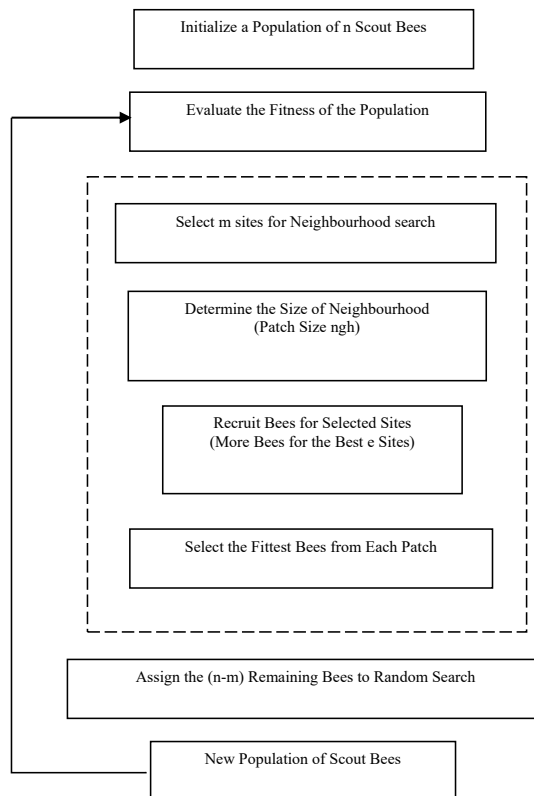 Initialize a Population of n Scout Bees
Evaluate the Fitness of the Population
Select m sites for Neighbourhood search
Determine the Size of Neighbourhood
(Patch Size ngh)
Recruit Bees for Selected Sites
(More Bees for the Best e Sites)
Select the Fittest Bees from Each Patch
Assign the (n-m) Remaining Bees to Random Search
New Population of Scout Bees